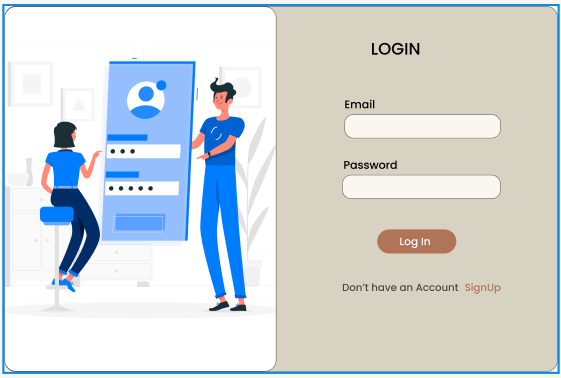 LOGIN
Email
Password
Log In
Don't have an Account SignUp